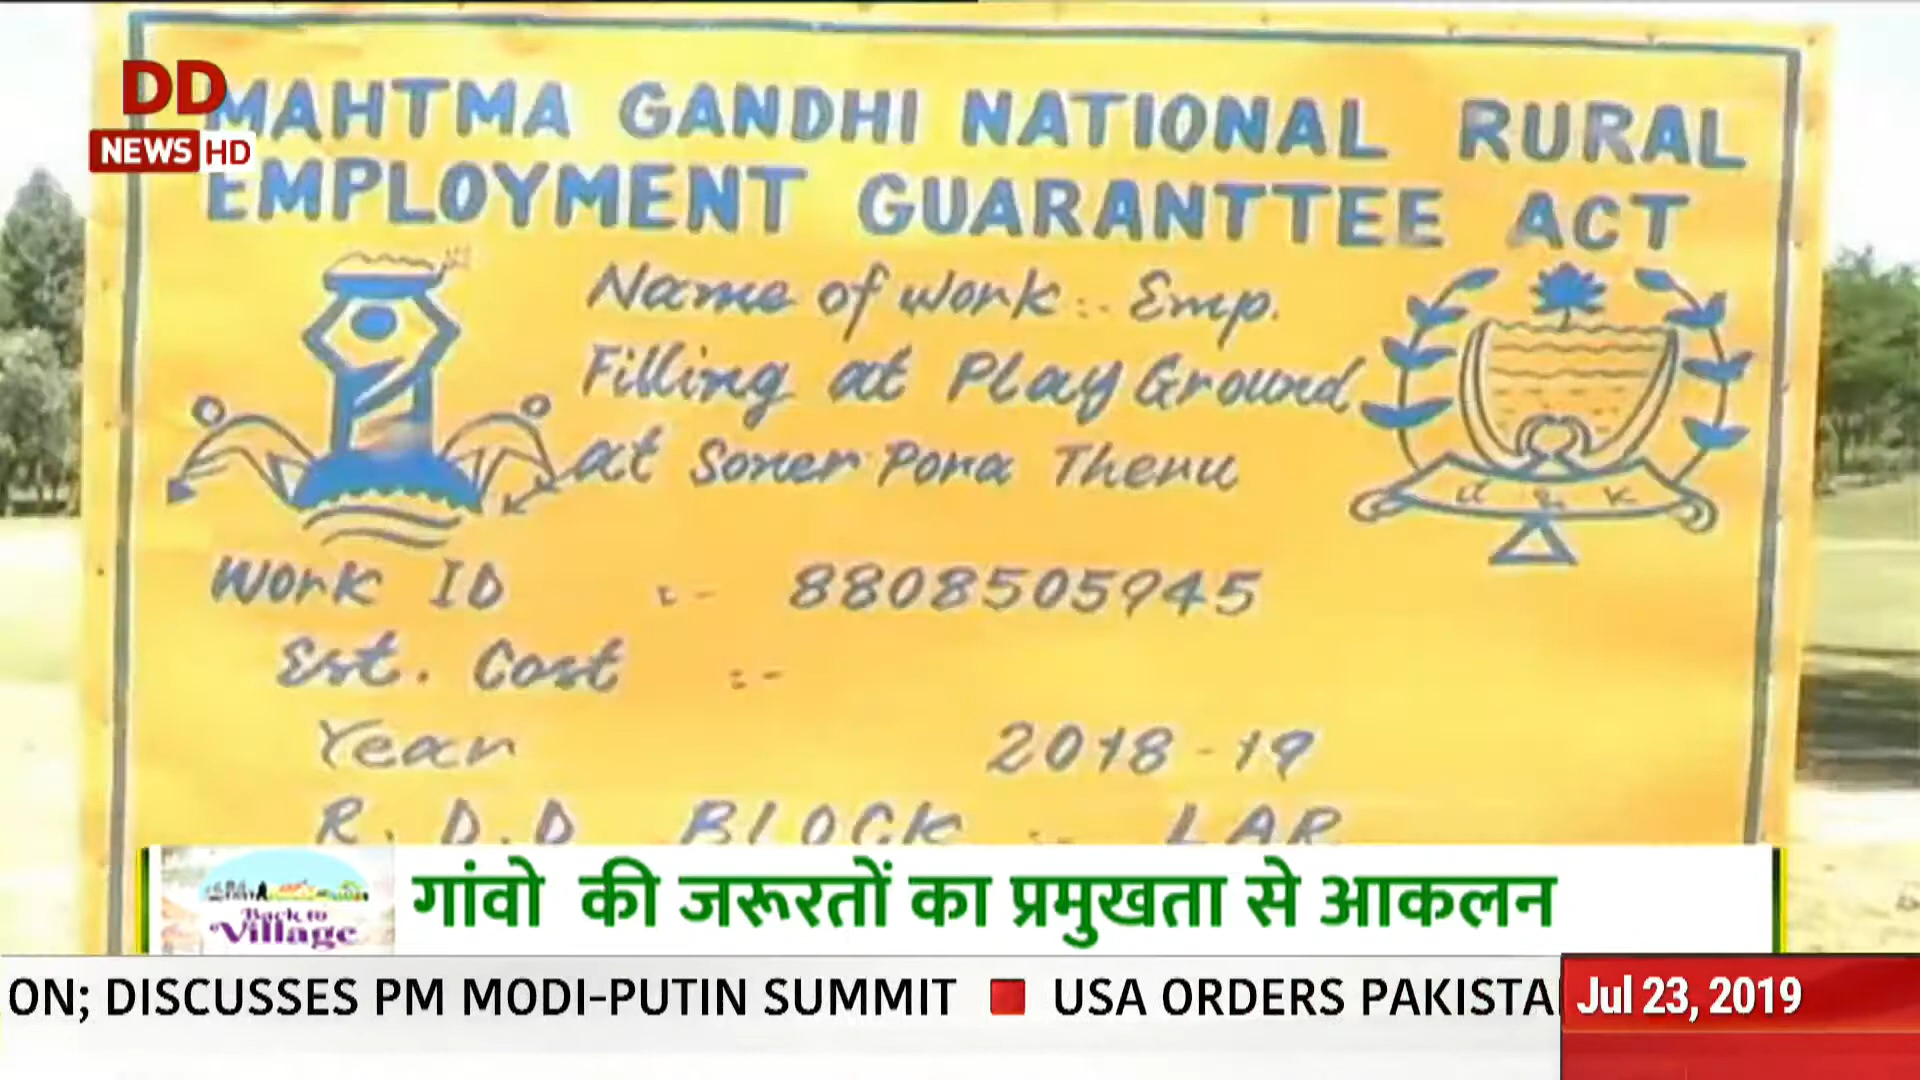 DD
NEWS HD
MAHTMA GANDHI NATIONAL RURAL
EMPLOYMENT GUARANTTEE ACT
Name of work :- Emp.
Filling at Play Ground
at Soner Pora Theru
J & K
Work ID :- 8808505945
Est. Cost :-
Year 2018-19
R.D.D BLOCK :- LAR
Back to
Village
गांवो की जरूरतों का प्रमुखता से आकलन
ON; DISCUSSES PM MODI-PUTIN SUMMIT
USA ORDERS PAKISTA
Jul 23, 2019